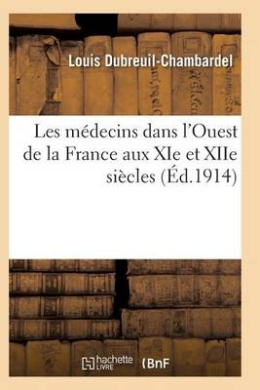 Louis Dubreuil-Chambardel
Les médecins dans l'Ouest
de la France aux XIe et XIIe
siècles (Éd.1914)
hachette
LIVRE
{BnF